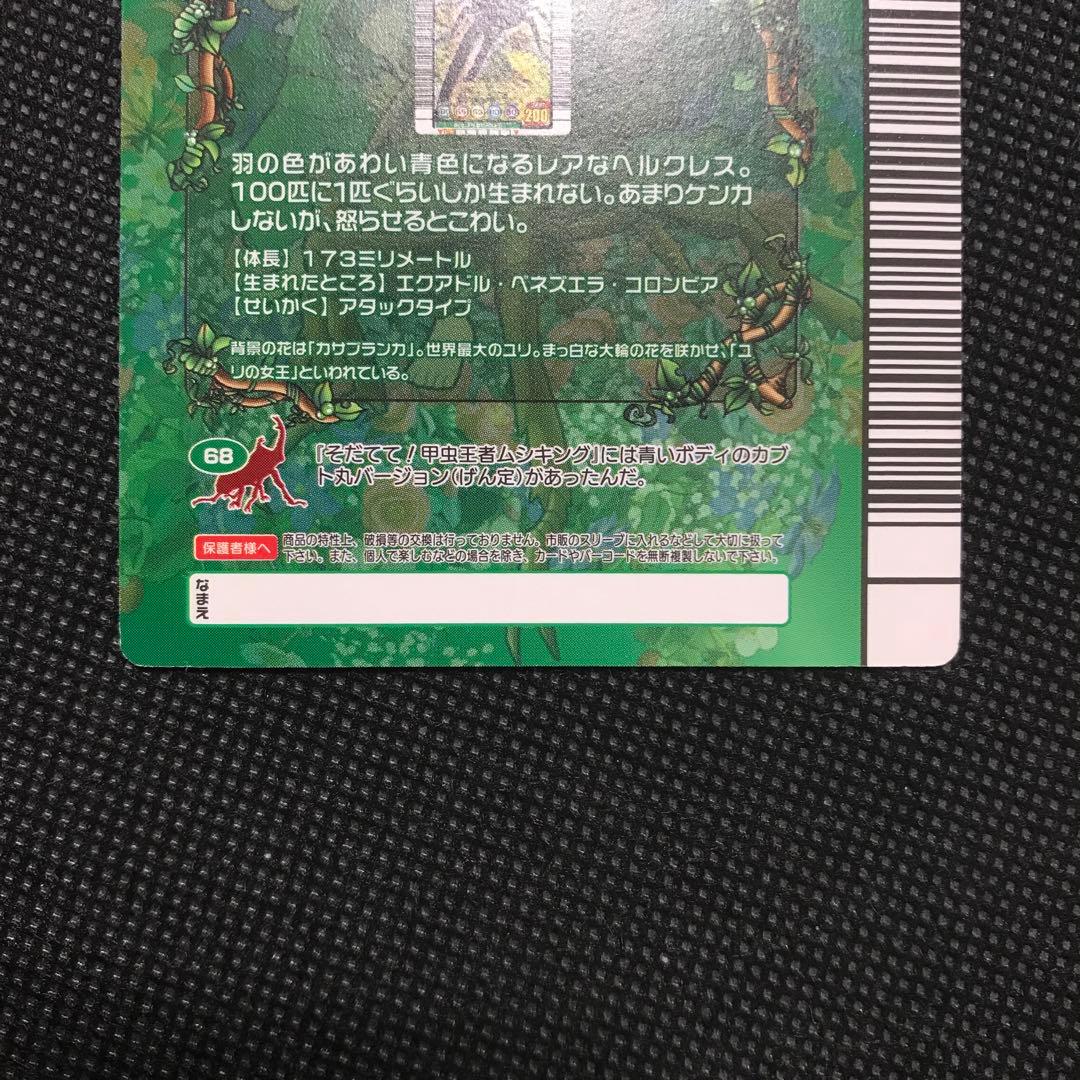 200
羽の色があわい青色になるレアなヘルクレス。
100匹に1匹ぐらいしか生まれない。あまりケンカ
しないが、怒らせるとこわい。
【体長】173ミリメートル
【生まれたところ】エクアドル・ベネズエラ・コロンビア
【せいかく】アタックタイプ
背景の花は「カサブランカ」。世界最大のユリ。まっ白な大輪の花を咲かせ、「ユ
リの女王」といわれている。
68
「そだてて!甲虫王者ムシキング」には青いボディのカブ
ト丸バージョン(げん定)があったんだ。
保護者様へ
商品の特性上、破損等の交換は行っておりません。市販のスリーブに入れるなどして大切に扱って
下さい。また、個人で楽しむなどの場合を除き、カードやバーコードを無断複製しないで下さい。
なまえ